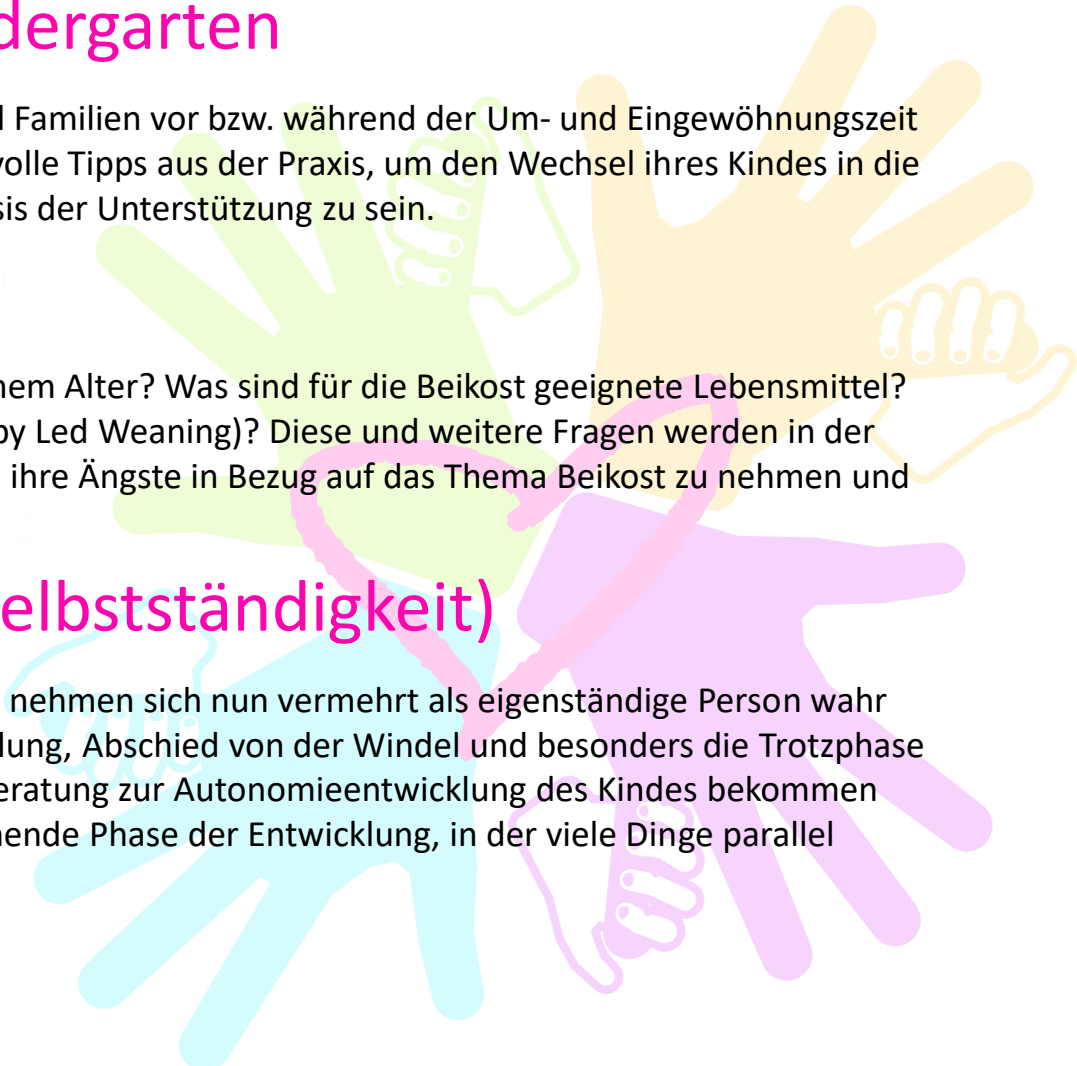 dergarten
Familien vor bzw. während der Um- und Eingewöhnungszeit
volle Tipps aus der Praxis, um den Wechsel ihres Kindes in die
sis der Unterstützung zu sein.
nem Alter? Was sind für die Beikost geeignete Lebensmittel?
by Led Weaning)? Diese und weitere Fragen werden in der
ihre Ängste in Bezug auf das Thema Beikost zu nehmen und
elbstständigkeit)
nehmen sich nun vermehrt als eigenständige Person wahr
lung, Abschied von der Windel und besonders die Trotzphase
eratung zur Autonomieentwicklung des Kindes bekommen
nende Phase der Entwicklung, in der viele Dinge parallel